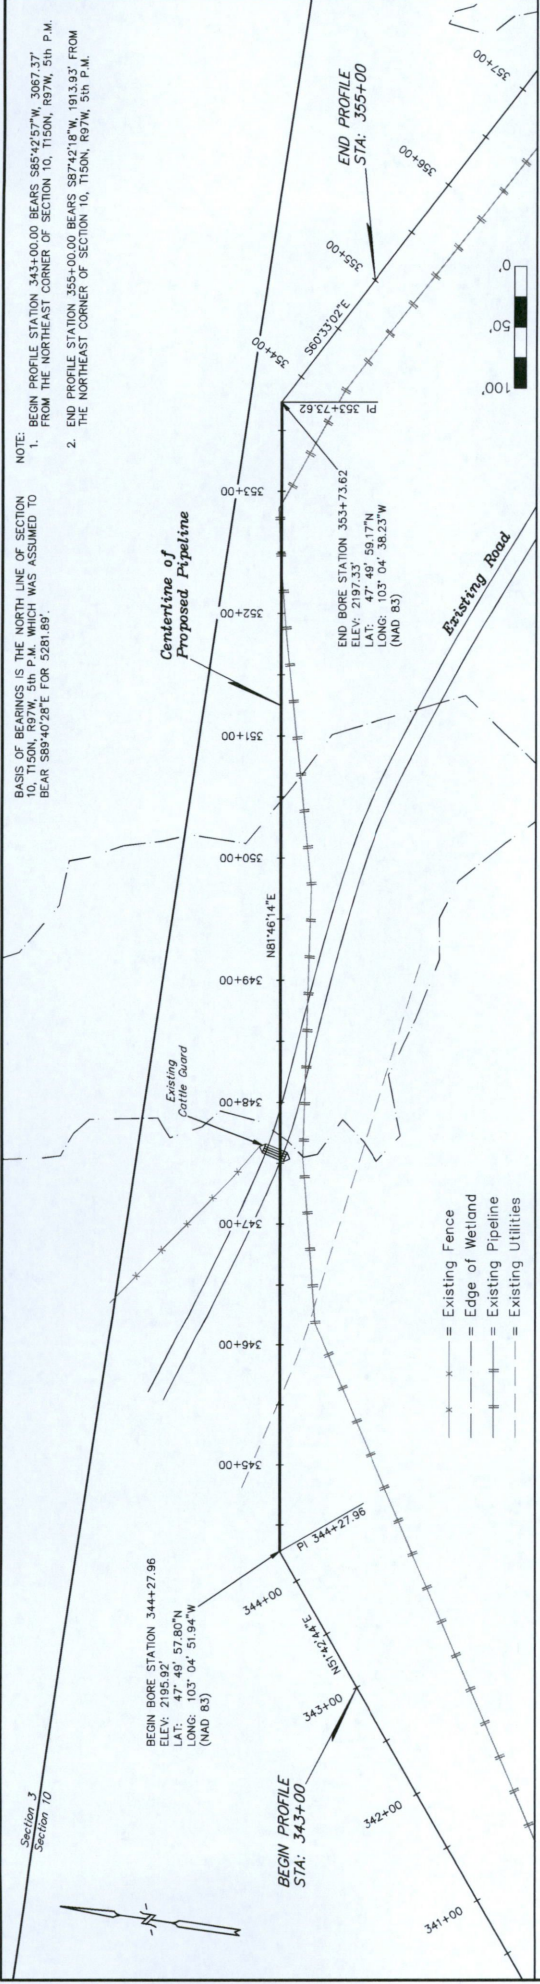 BASIS OF BEARINGS IS THE NORTH LINE OF SECTION
10, T150N, R97W, 5th P.M. WHICH WAS ASSUMED TO
BEAR S89°40'28"E FOR 5281.89'.
NOTE:
1. BEGIN PROFILE STATION 343+00.00 BEARS S85°42'57"W, 3067.37'
FROM THE NORTHEAST CORNER OF SECTION 10, T150N, R97W, 5th P.M.
2. END PROFILE STATION 355+00.00 BEARS S87°42'18"W, 1913.93' FROM
THE NORTHEAST CORNER OF SECTION 10, T150N, R97W, 5th P.M.
Section 3
Section 10
BEGIN BORE STATION 344+27.96
ELEV: 2195.92'
LAT: 47° 49' 57.80"N
LONG: 103° 04' 51.94"W
(NAD 83)
Existing
Cattle Guard
Centerline of
Proposed Pipeline
END PROFILE
STA: 355+00
BEGIN PROFILE
STA: 343+00
341+00
342+00
343+00
N51°42'44"E
344+00
PI 344+27.96
345+00
346+00
347+00
348+00
349+00
N81°46'14"E
350+00
351+00
352+00
353+00
PI 353+73.62
354+00
S60°33'02"E
355+00
356+00
357+00
END BORE STATION 353+73.62
ELEV: 2197.33'
LAT: 47° 49' 59.17"N
LONG: 103° 04' 38.23"W
(NAD 83)
Existing Road
= Existing Fence
= Edge of Wetland
= Existing Pipeline
= Existing Utilities
100'
50'
0'